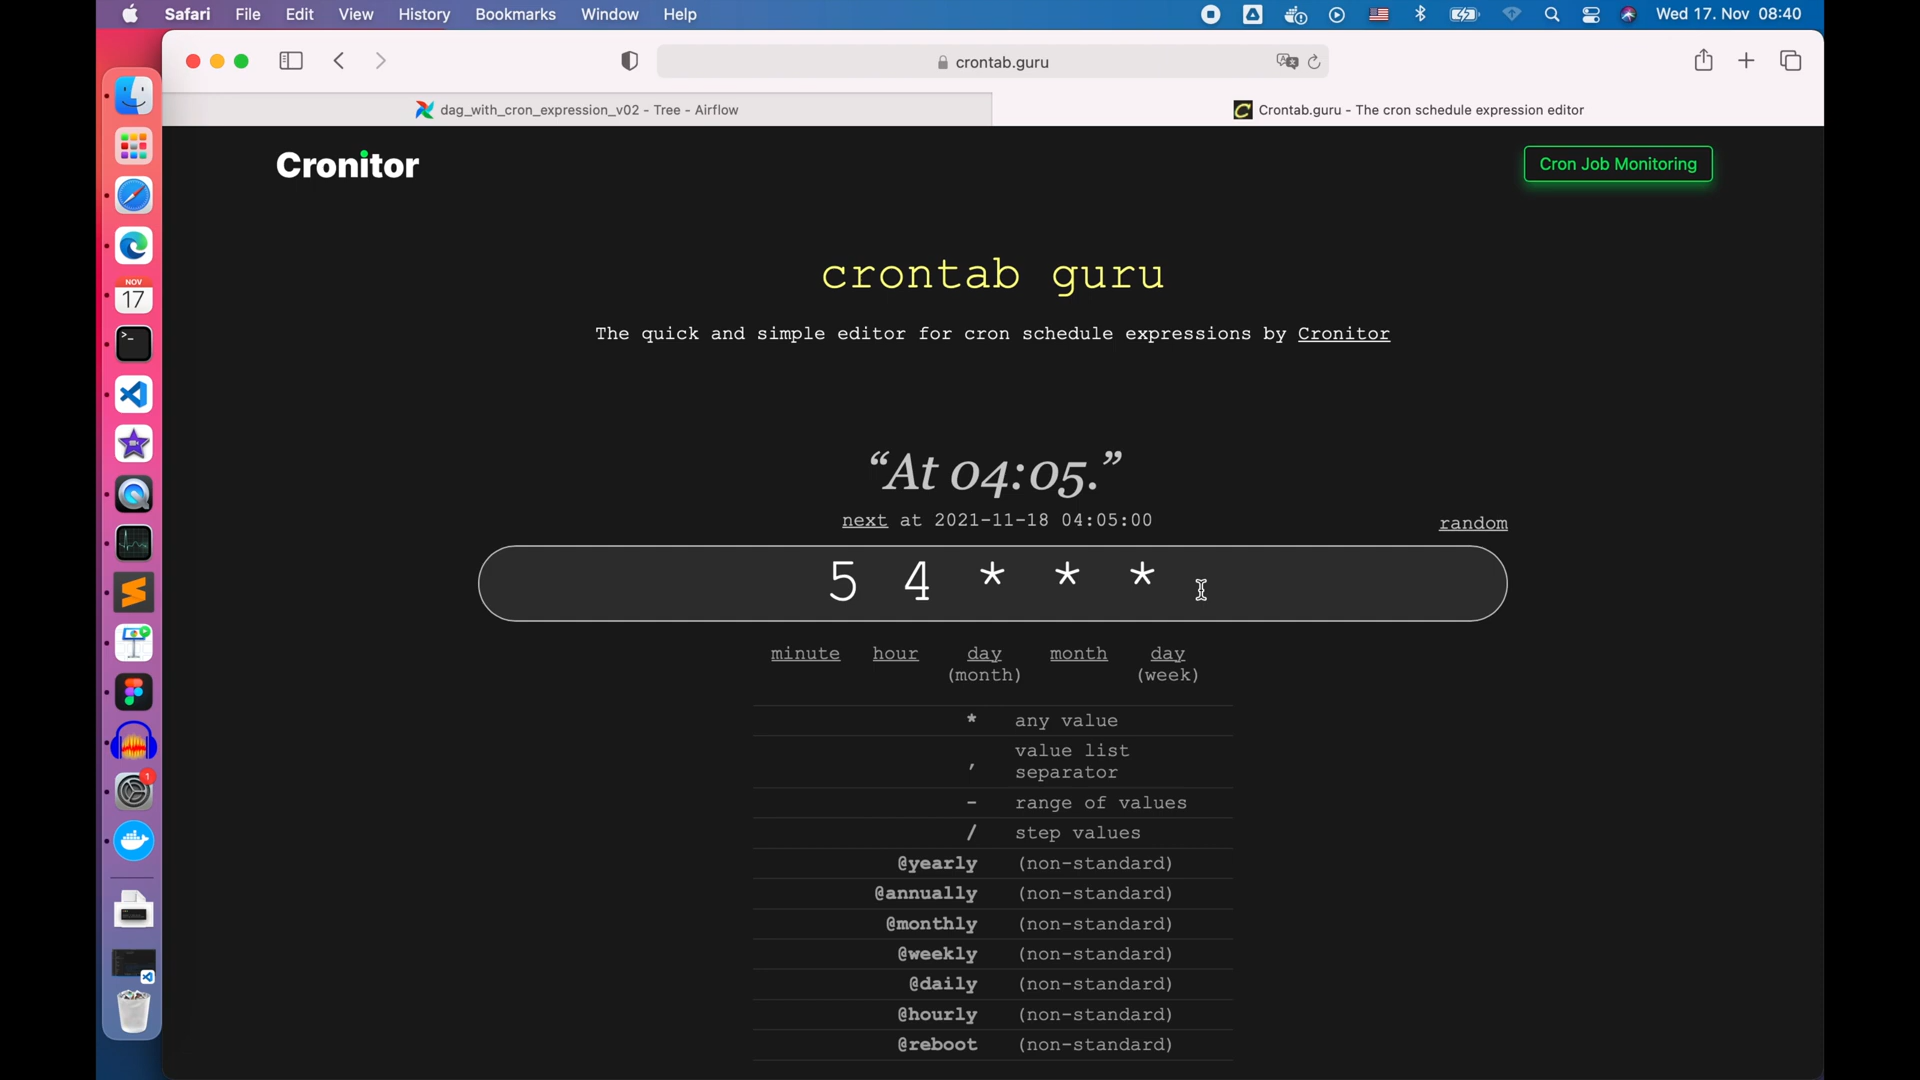 Safari File Edit View History Bookmarks Window Help Wed 17. Nov 08:40
crontab.guru
dag_with_cron_expression_v02 - Tree - Airflow
Crontab.guru - The cron schedule expression editor
NOV
17
1
Cronitor
Cron Job Monitoring
crontab guru
The quick and simple editor for cron schedule expressions by Cronitor
“At 04:05.”
next at 2021-11-18 04:05:00
random
5 4 * * *
minute hour day month day
(month) (week)
* any value
value list
, separator
- range of values
/ step values
@yearly (non-standard)
@annually (non-standard)
@monthly (non-standard)
@weekly (non-standard)
@daily (non-standard)
@hourly (non-standard)
@reboot (non-standard)